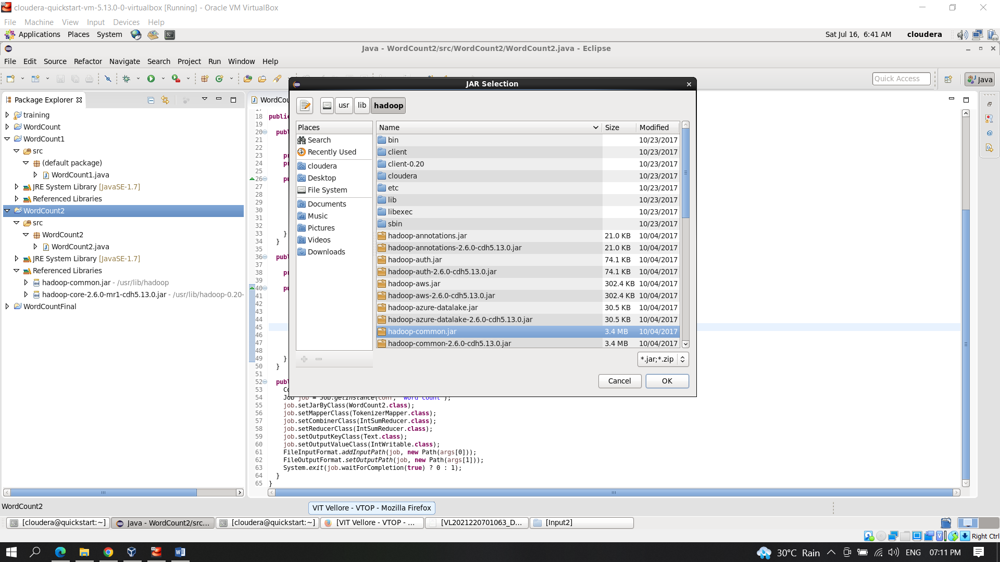 cloudera-quickstart-vm-5.13.0-0-virtualbox [Running] - Oracle VM VirtualBox
File Machine View Input Devices Help
Applications Places System
Sat Jul 16, 6:41 AM cloudera
Java - WordCount2/src/WordCount2/WordCount2.java - Eclipse
File Edit Source Refactor Navigate Search Project Run Window Help
Quick Access
Java
Package Explorer
training
WordCount
WordCount1
src
(default package)
WordCount1.java
JRE System Library [JavaSE-1.7]
Referenced Libraries
WordCount2
src
WordCount2
WordCount2.java
JRE System Library [JavaSE-1.7]
Referenced Libraries
hadoop-common.jar - /usr/lib/hadoop
hadoop-core-2.6.0-mr1-cdh5.13.0.jar - /usr/lib/hadoop-0.20-
WordCountFinal
WordCou
18 public
19
20 pub
21
22
23 pr
24 pr
25
26 pu
27
28
29
30
31
32
33 }
34 }
35
36 pub
37
38 pr
39
40 pu
41
42
43
44
45
46
47
48
49 }
50 }
51
52 pub
53 Co
54 Job job = Job.getInstance(conf, "word count");
55 job.setJarByClass(WordCount2.class);
56 job.setMapperClass(TokenizerMapper.class);
57 job.setCombinerClass(IntSumReducer.class);
58 job.setReducerClass(IntSumReducer.class);
59 job.setOutputKeyClass(Text.class);
60 job.setOutputValueClass(IntWritable.class);
61 FileInputFormat.addInputPath(job, new Path(args[0]));
62 FileOutputFormat.setOutputPath(job, new Path(args[1]));
63 System.exit(job.waitForCompletion(true) ? 0 : 1);
64 }
65 }
JAR Selection
usr lib hadoop
Places
Search
Recently Used
cloudera
Desktop
File System
Documents
Music
Pictures
Videos
Downloads
Name Size Modified
bin 10/23/2017
client 10/23/2017
client-0.20 10/23/2017
cloudera 10/23/2017
etc 10/23/2017
lib 10/23/2017
libexec 10/23/2017
sbin 10/23/2017
hadoop-annotations.jar 21.0 KB 10/04/2017
hadoop-annotations-2.6.0-cdh5.13.0.jar 21.0 KB 10/04/2017
hadoop-auth.jar 74.1 KB 10/04/2017
hadoop-auth-2.6.0-cdh5.13.0.jar 74.1 KB 10/04/2017
hadoop-aws.jar 302.4 KB 10/04/2017
hadoop-aws-2.6.0-cdh5.13.0.jar 302.4 KB 10/04/2017
hadoop-azure-datalake.jar 30.5 KB 10/04/2017
hadoop-azure-datalake-2.6.0-cdh5.13.0.jar 30.5 KB 10/04/2017
hadoop-common.jar 3.4 MB 10/04/2017
hadoop-common-2.6.0-cdh5.13.0.jar 3.4 MB 10/04/2017
*.jar;*.zip
Cancel OK
WordCount2
VIT Vellore - VTOP - Mozilla Firefox
[cloudera@quickstart:~] Java - WordCount2/src... [cloudera@quickstart:~] [VIT Vellore - VTOP - ... [VL2021220701063_D... [Input2]
Right Ctrl
30°C Rain ENG 07:11 PM